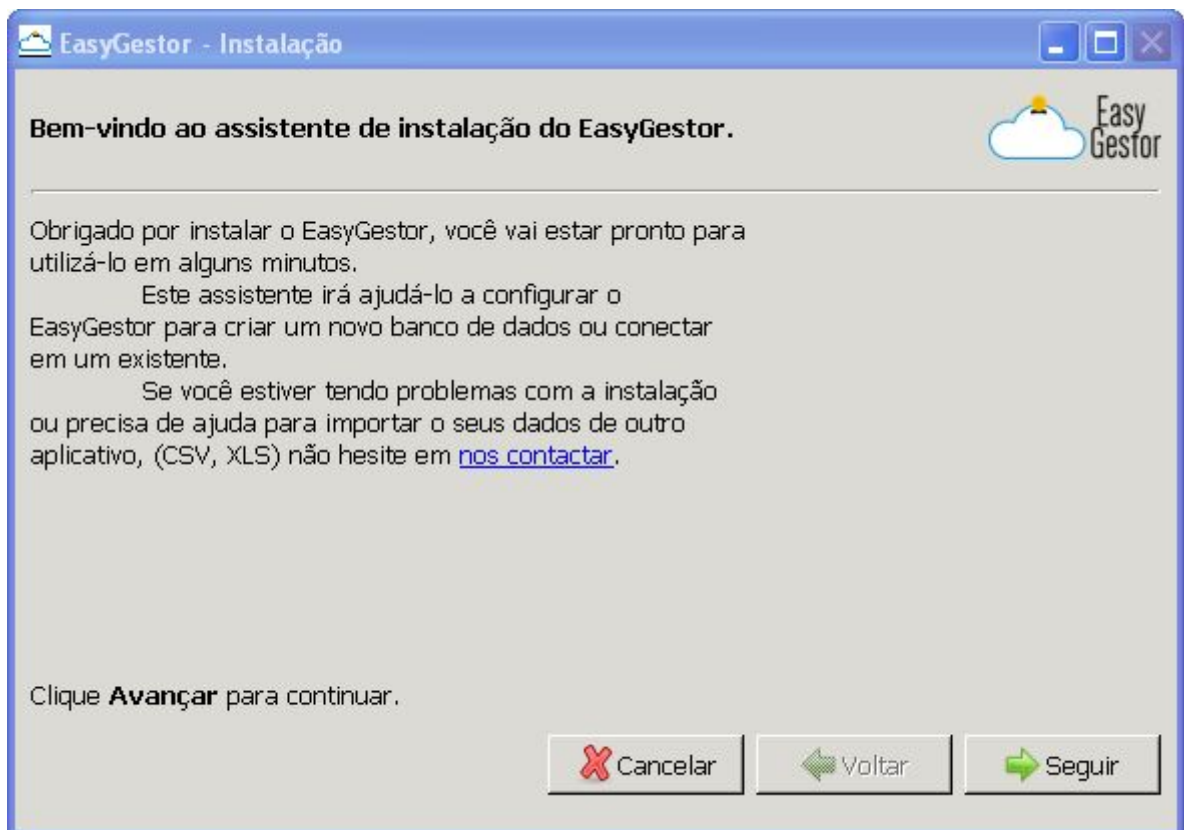 EasyGestor - Instalação
Easy
Gestor
Bem-vindo ao assistente de instalação do EasyGestor.
Obrigado por instalar o EasyGestor, você vai estar pronto para
utilizá-lo em alguns minutos.
Este assistente irá ajudá-lo a configurar o
EasyGestor para criar um novo banco de dados ou conectar
em um existente.
Se você estiver tendo problemas com a instalação
ou precisa de ajuda para importar o seus dados de outro
aplicativo, (CSV, XLS) não hesite em nos contactar.
Clique Avançar para continuar.
Cancelar
Voltar
Seguir